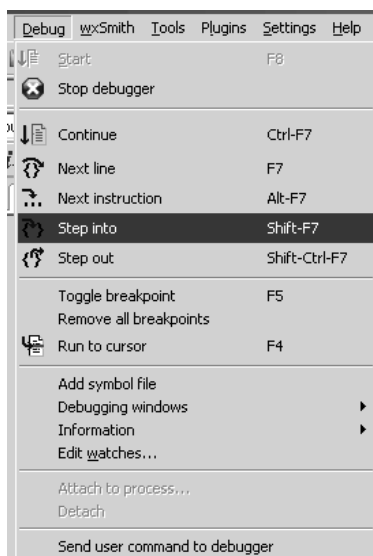 Debug wxSmith Tools Plugins Settings Help
Start F8
Stop debugger
Continue Ctrl-F7
Next line F7
Next instruction Alt-F7
Step into Shift-F7
Step out Shift-Ctrl-F7
Toggle breakpoint F5
Remove all breakpoints
Run to cursor F4
Add symbol file
Debugging windows
Information
Edit watches...
Attach to process...
Detach
Send user command to debugger